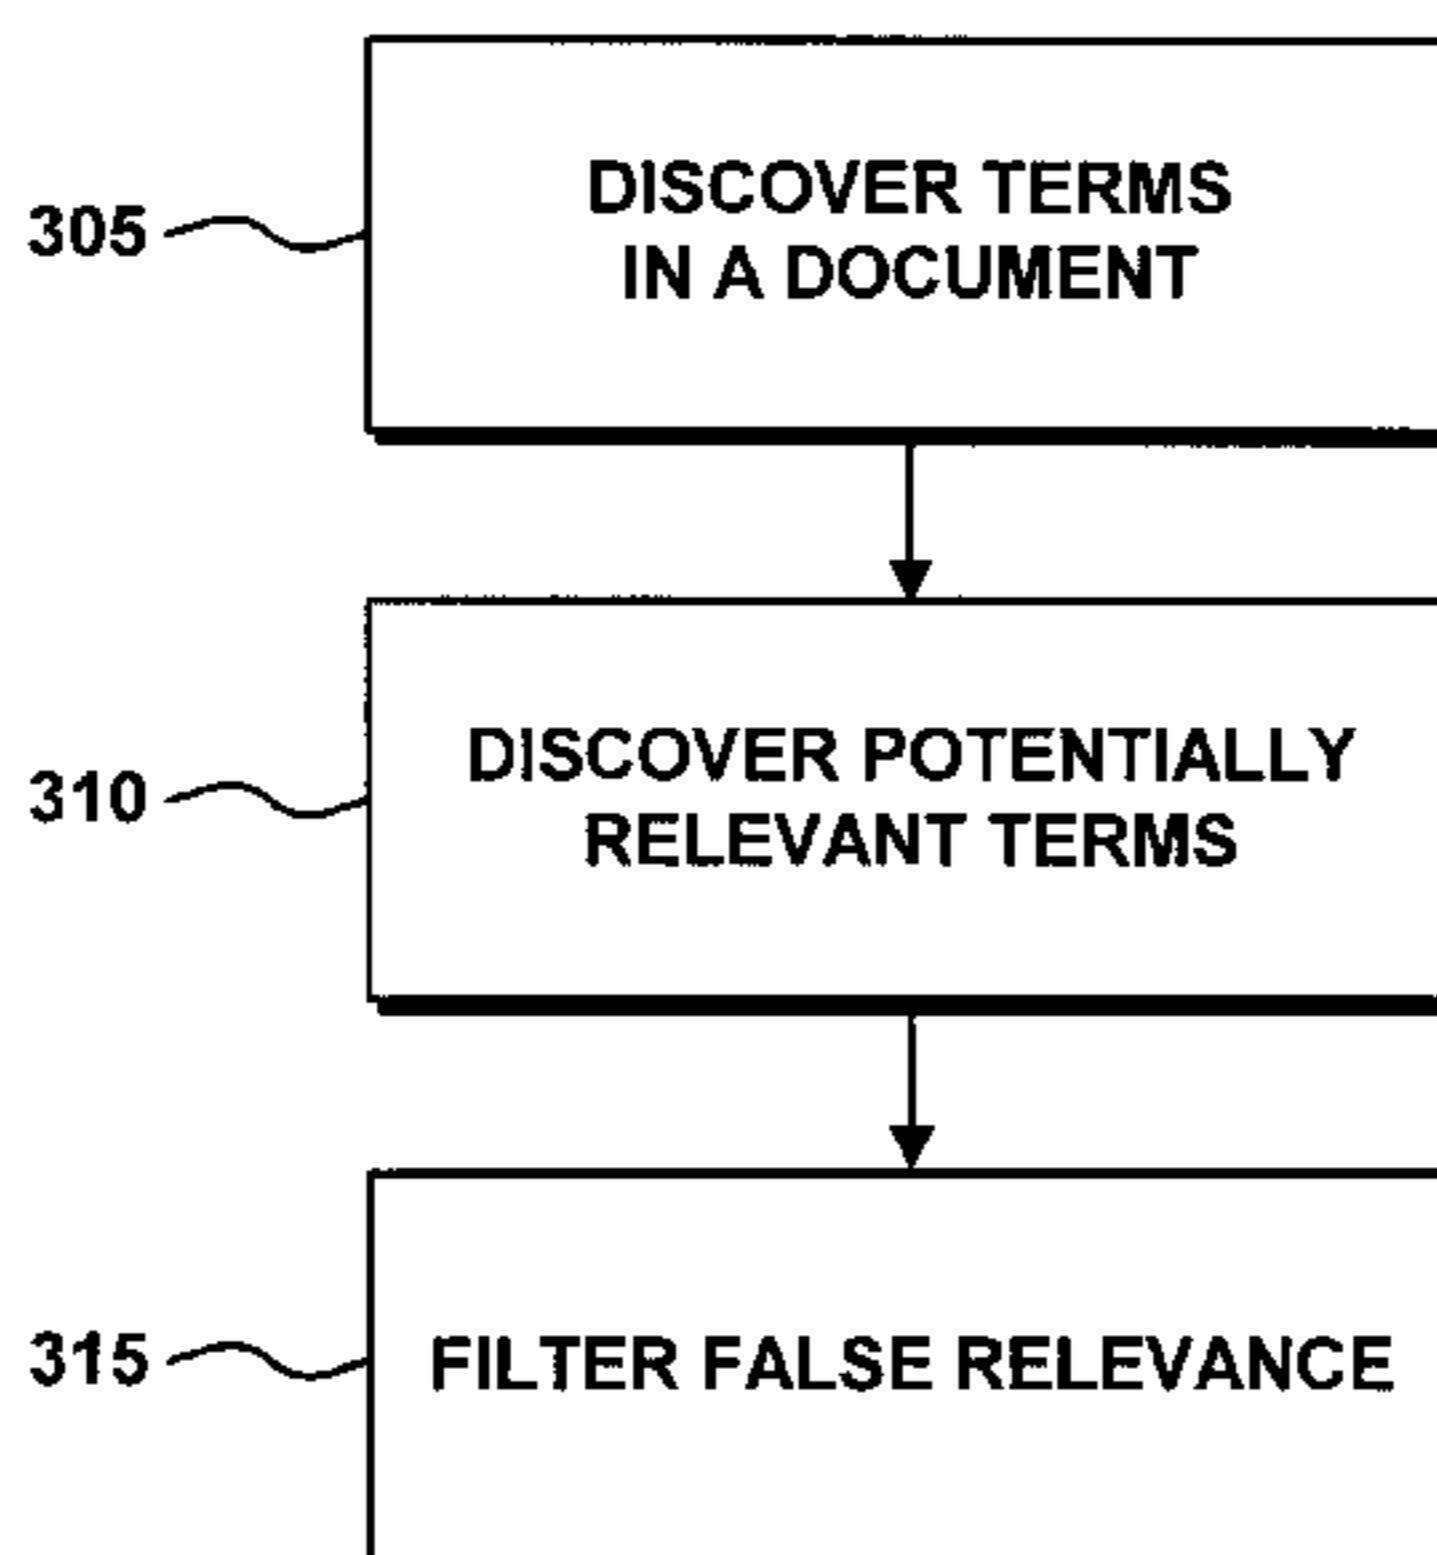 305
DISCOVER TERMS
IN A DOCUMENT
310
DISCOVER POTENTIALLY
RELEVANT TERMS
315
FILTER FALSE RELEVANCE